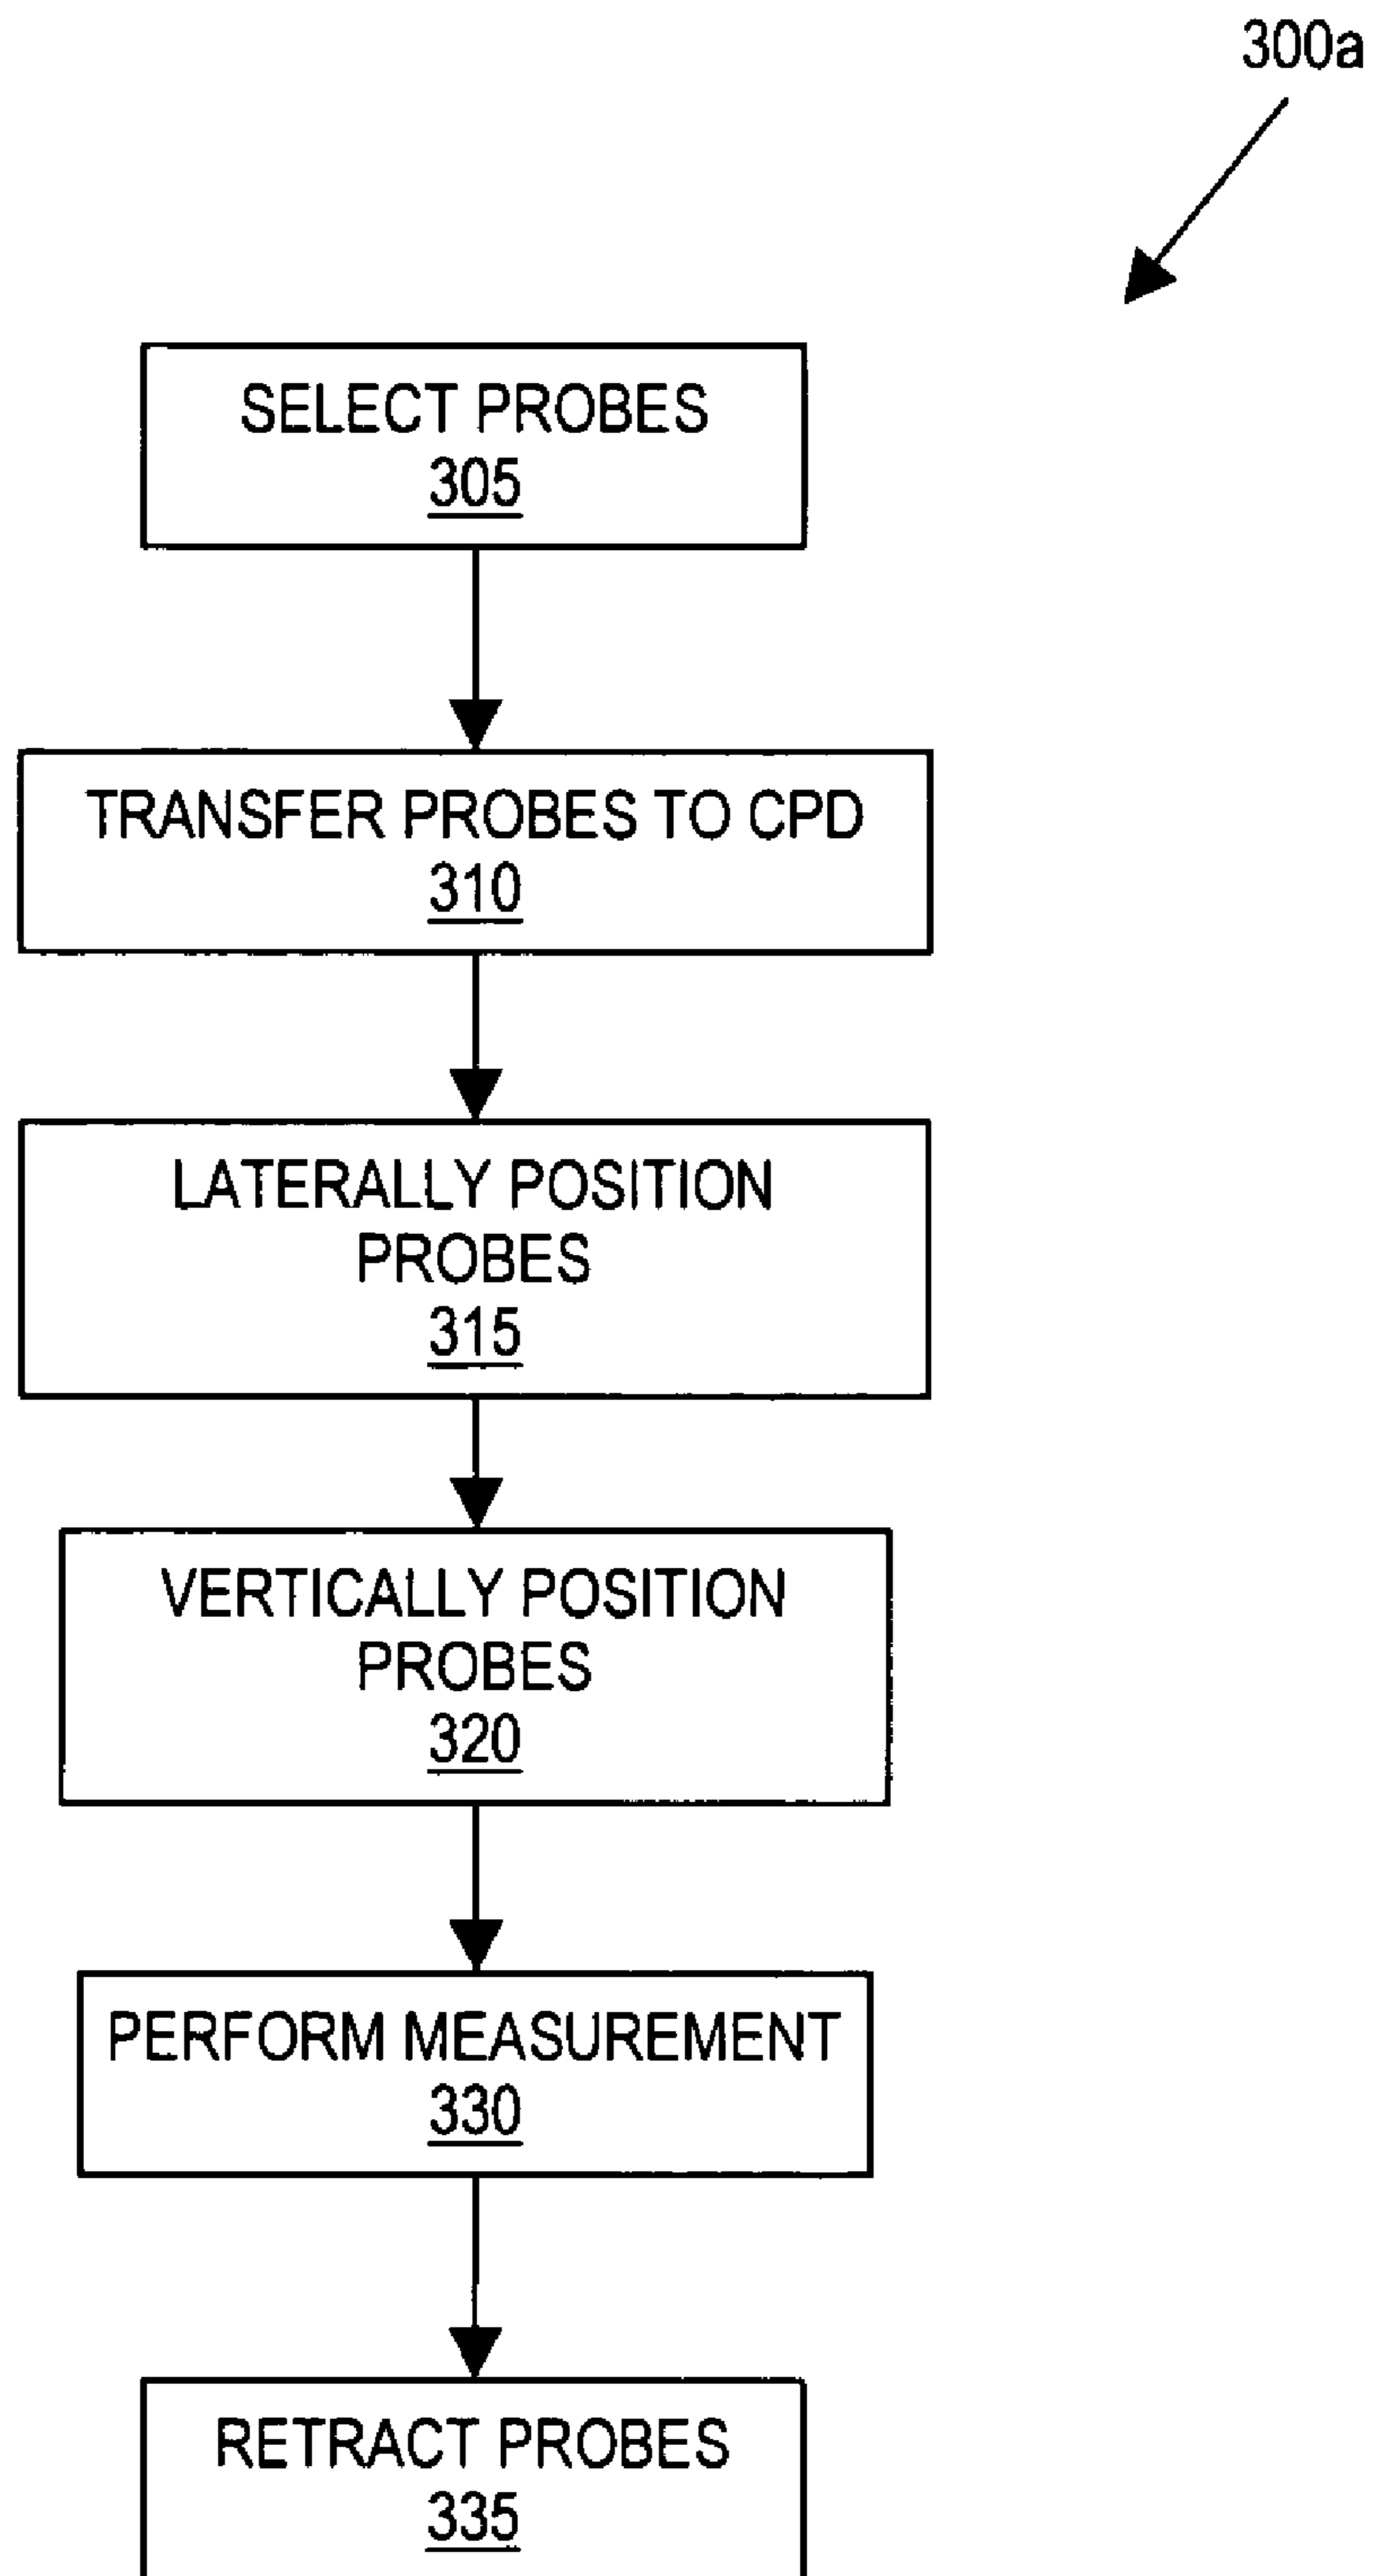 300a
SELECT PROBES
305
TRANSFER PROBES TO CPD
310
LATERALLY POSITION
PROBES
315
VERTICALLY POSITION
PROBES
320
PERFORM MEASUREMENT
330
RETRACT PROBES
335